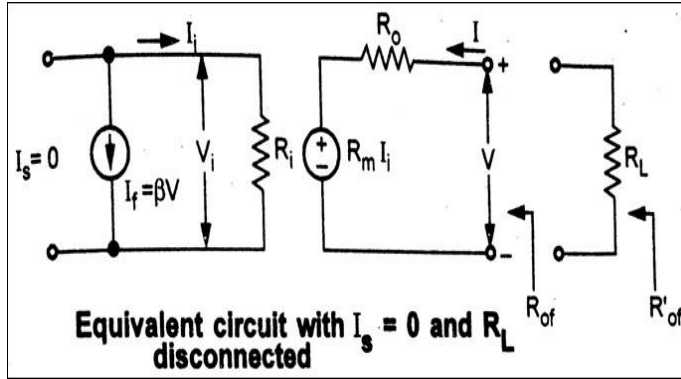 I_i
R_o
I
+
I_s = 0
V_i
R_i
+
−
R_m I_i
V
R_L
I_f = βV
−
R_of
R'_of
Equivalent circuit with I_s = 0 and R_L
disconnected